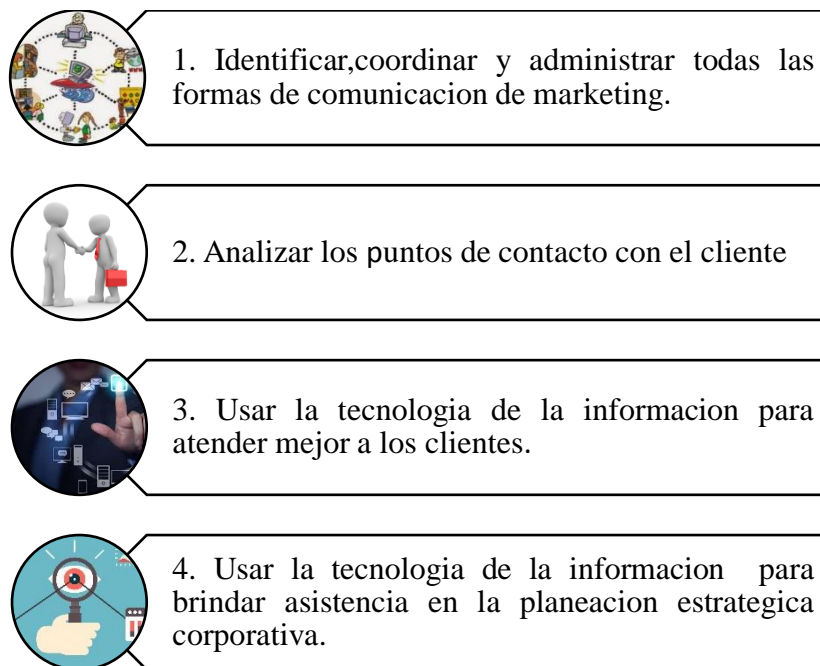 1. Identificar,coordinar y administrar todas las
formas de comunicacion de marketing.
2. Analizar los puntos de contacto con el cliente
3. Usar la tecnologia de la informacion para
atender mejor a los clientes.
4. Usar la tecnologia de la informacion para
brindar asistencia en la planeacion estrategica
corporativa.